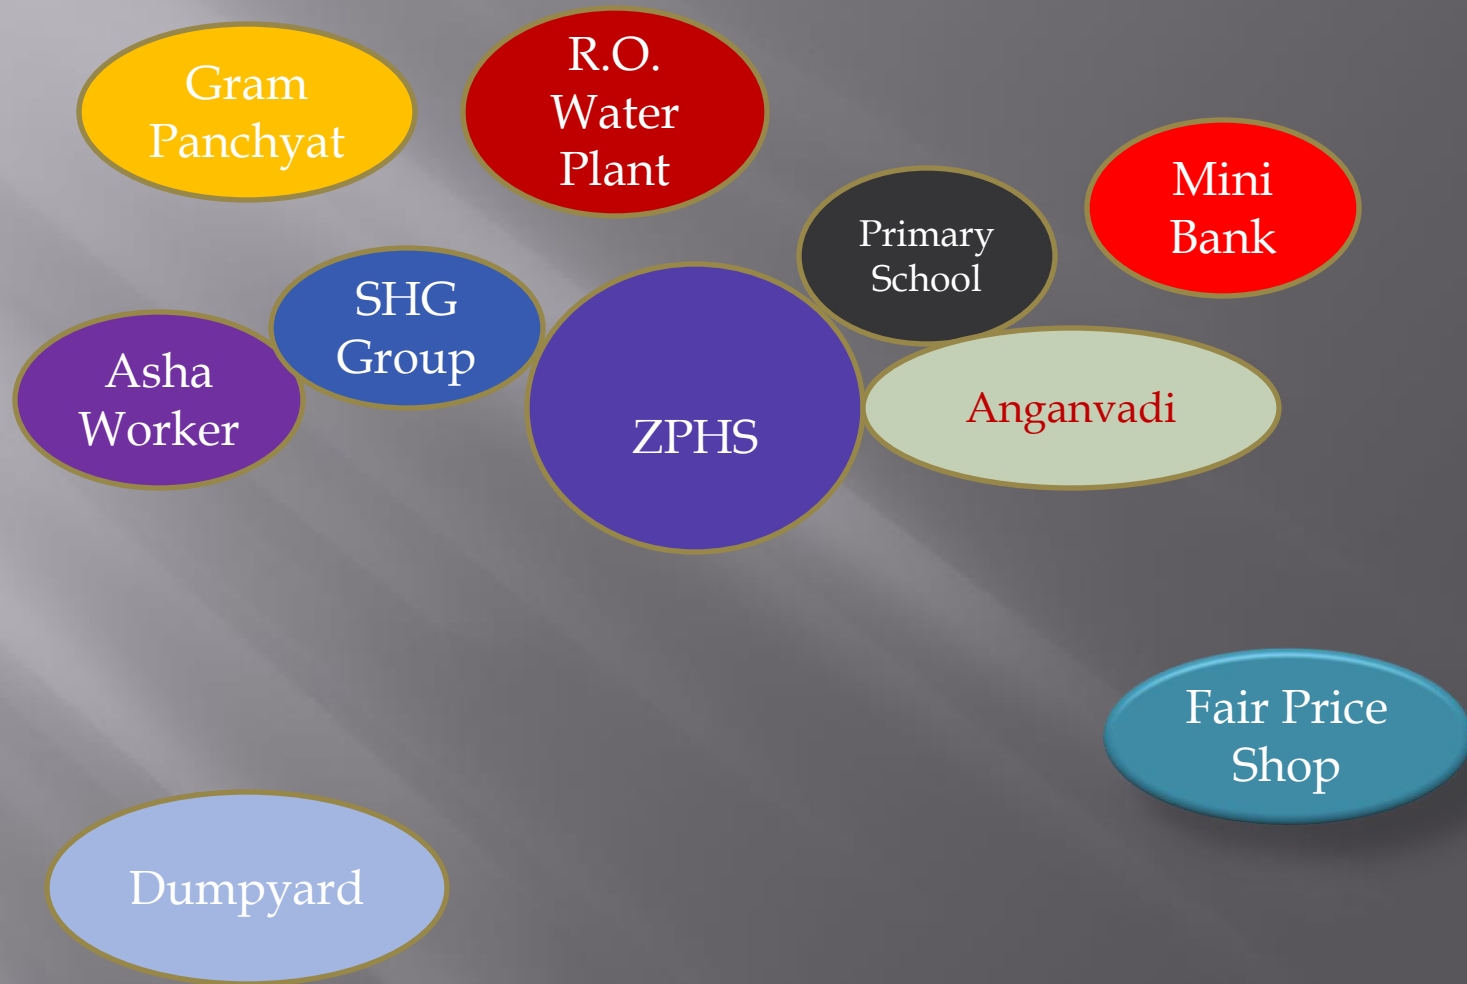 Gram
Panchyat
R.O.
Water
Plant
Mini
Bank
Primary
School
SHG
Group
Asha
Worker
ZPHS
Anganvadi
Fair Price
Shop
Dumpyard